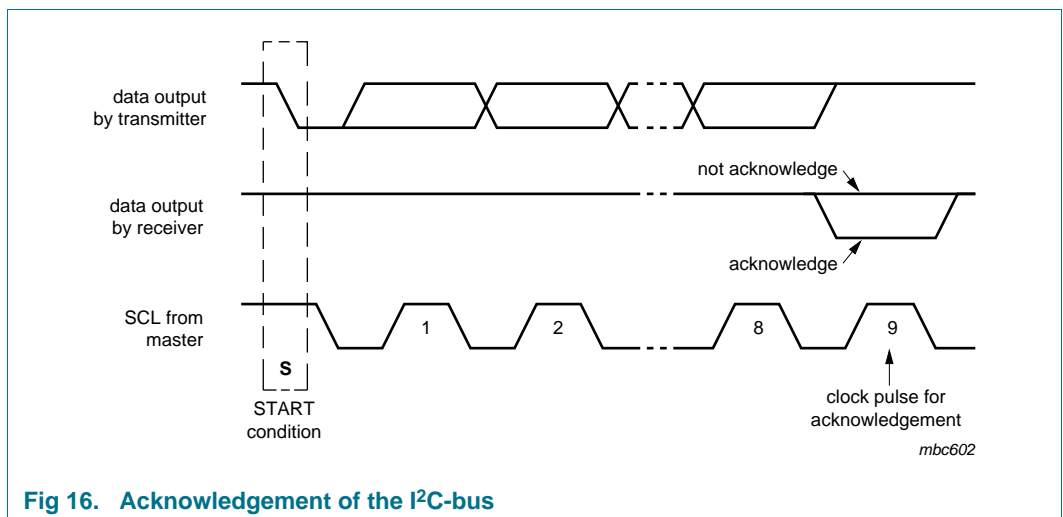 data output
by transmitter
not acknowledge
data output
by receiver
acknowledge
SCL from
master
1
2
8
9
S
START
condition
clock pulse for
acknowledgement
mbc602
Fig 16. Acknowledgement of the I²C-bus